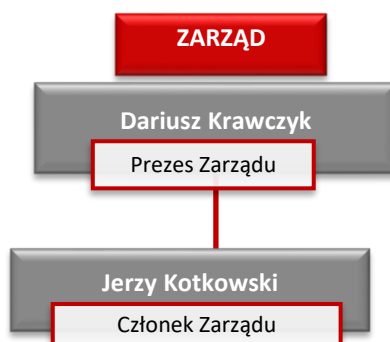 ZARZĄD
Dariusz Krawczyk
Prezes Zarządu
Jerzy Kotkowski
Członek Zarządu